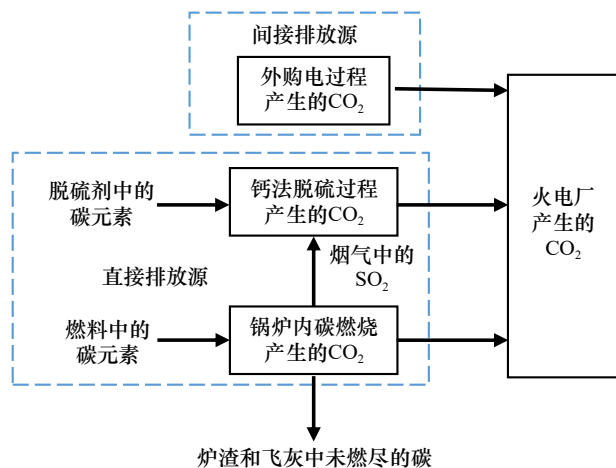 间接排放源
外购电过程
产生的CO₂
脱硫剂中的
碳元素
钙法脱硫过程
产生的CO₂
烟气中的
SO₂
直接排放源
燃料中的
碳元素
锅炉内碳燃烧
产生的CO₂
炉渣和飞灰中未燃尽的碳
火电厂
产生的
CO₂